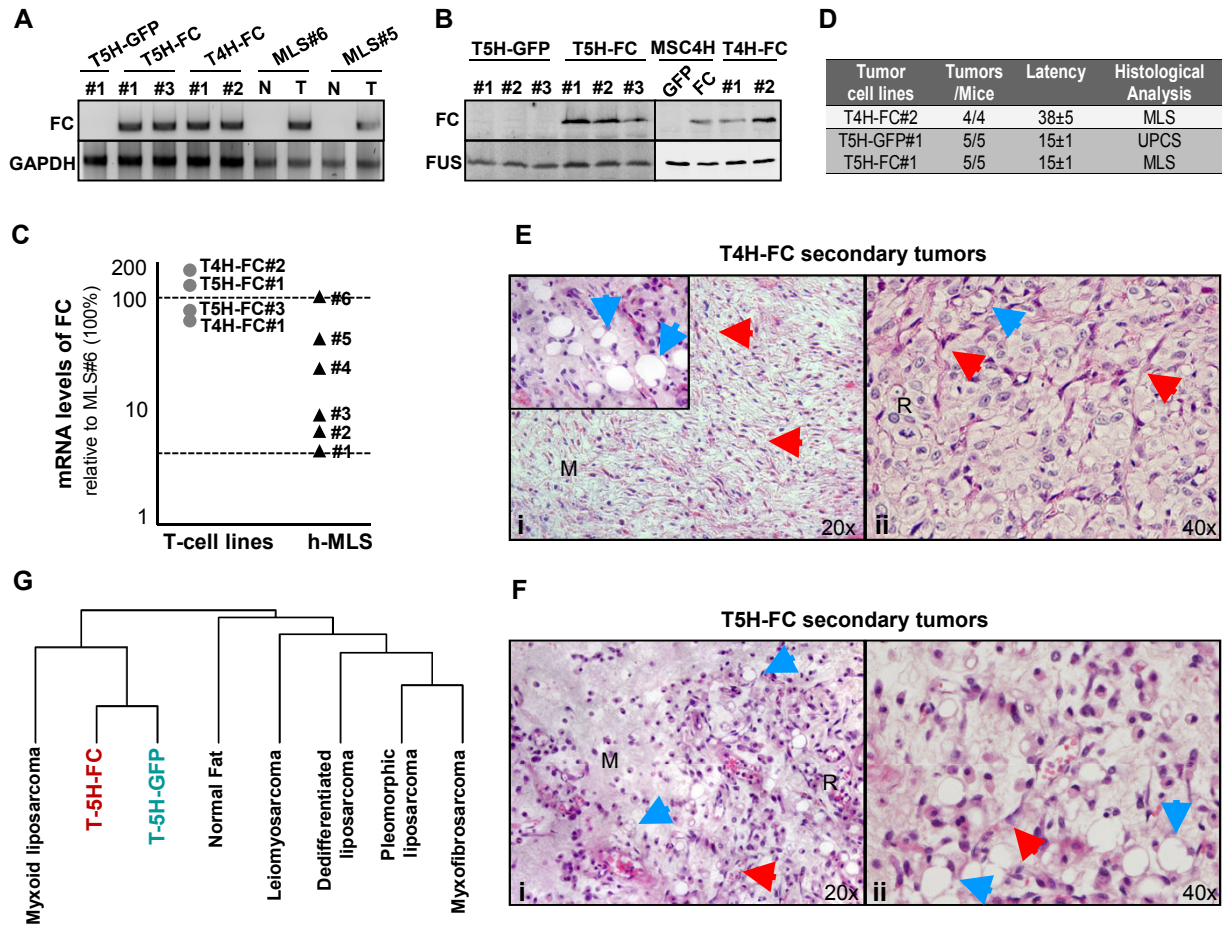 A
T5H-GFP T5H-FC T4H-FC MLS#6 MLS#5
#1 #1 #3 #1 #2 N T N T
FC
GAPDH
B
T5H-GFP T5H-FC MSC4H T4H-FC
#1 #2 #3 #1 #2 #3 GFP FC #1 #2
FC
FUS
D
Tumor cell lines Tumors /Mice Latency Histological Analysis
T4H-FC#2 4/4 38±5 MLS
T5H-GFP#1 5/5 15±1 UPCS
T5H-FC#1 5/5 15±1 MLS
C
mRNA levels of FC
relative to MLS#6 (100%)
200
100
10
1
T4H-FC#2
T5H-FC#1
T5H-FC#3
T4H-FC#1
#6
#5
#4
#3
#2
#1
T-cell lines h-MLS
E
T4H-FC secondary tumors
M
i
20x
R
ii
40x
G
Myxoid liposarcoma
T-5H-FC
T-5H-GFP
Normal Fat
Leiomyosarcoma
Dedifferentiated
liposarcoma
Pleomorphic
liposarcoma
Myxofibrosarcoma
F
T5H-FC secondary tumors
M
R
i
20x
ii
40x